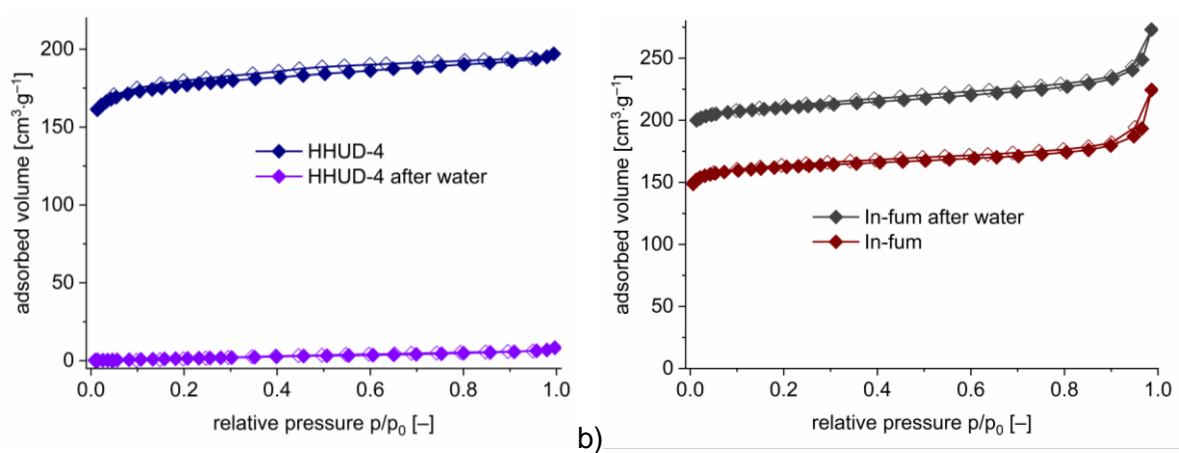 adsorbed volume [cm³·g⁻¹]
200
150
100
50
0
HHUD-4
HHUD-4 after water
0.0
0.2
0.4
0.6
0.8
1.0
relative pressure p/p₀ [–]
b)
adsorbed volume [cm³·g⁻¹]
250
200
150
100
50
0
In-fum after water
In-fum
0.0
0.2
0.4
0.6
0.8
1.0
relative pressure p/p₀ [–]